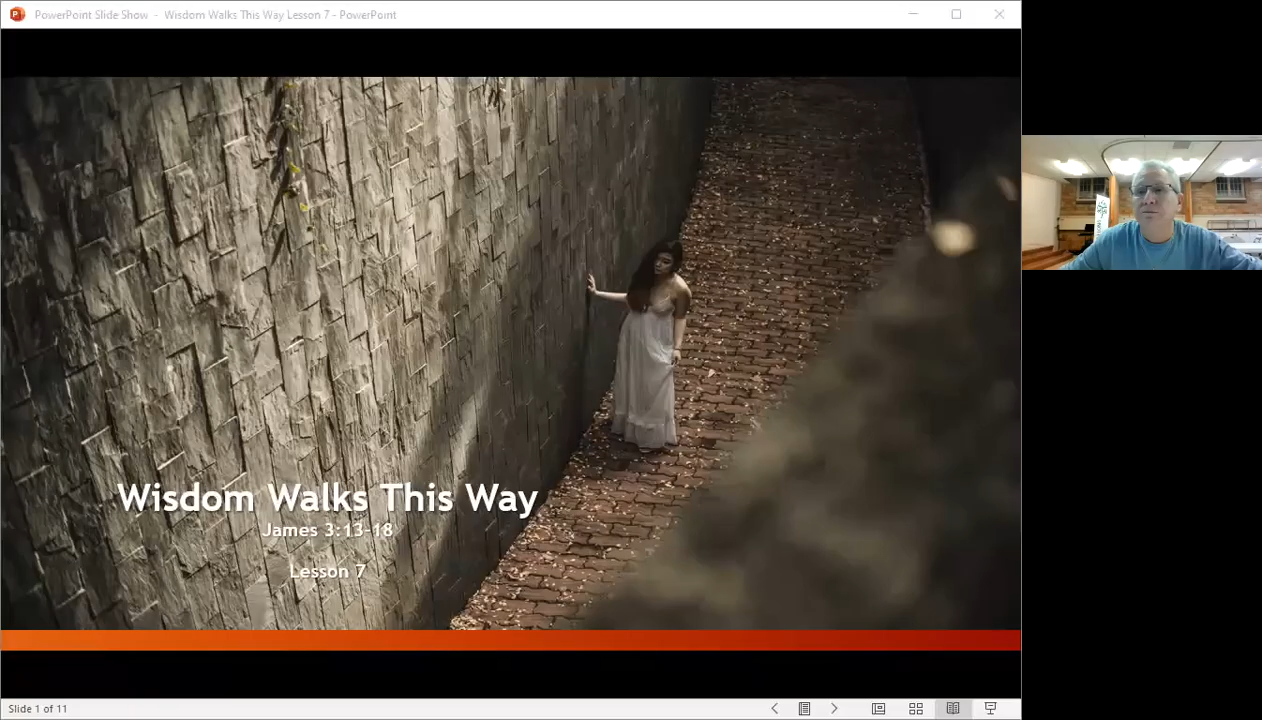 PowerPoint Slide Show - Wisdom Walks This Way Lesson 7 - PowerPoint
Wisdom Walks This Way
James 3:13-18
Lesson 7
Slide 1 of 11